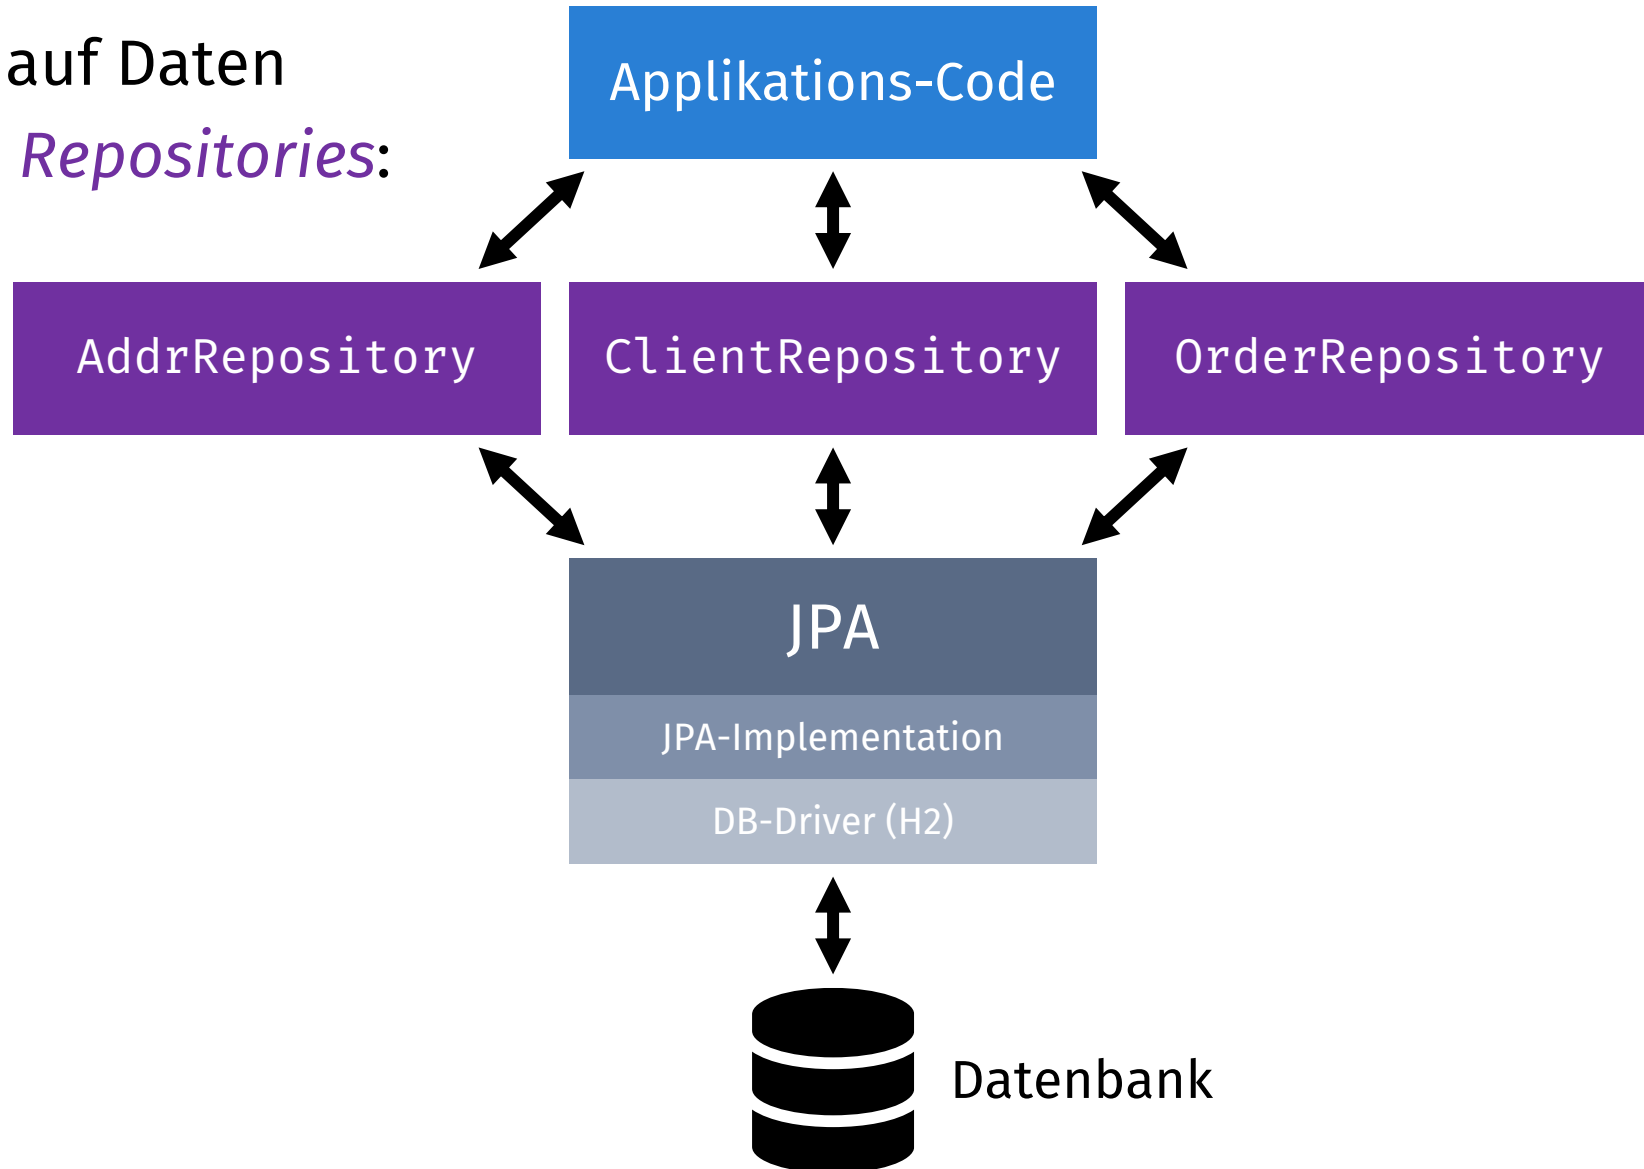 auf Daten
Repositories:
Applikations-Code
AddrRepository
ClientRepository
OrderRepository
JPA
JPA-Implementation
DB-Driver (H2)
Datenbank